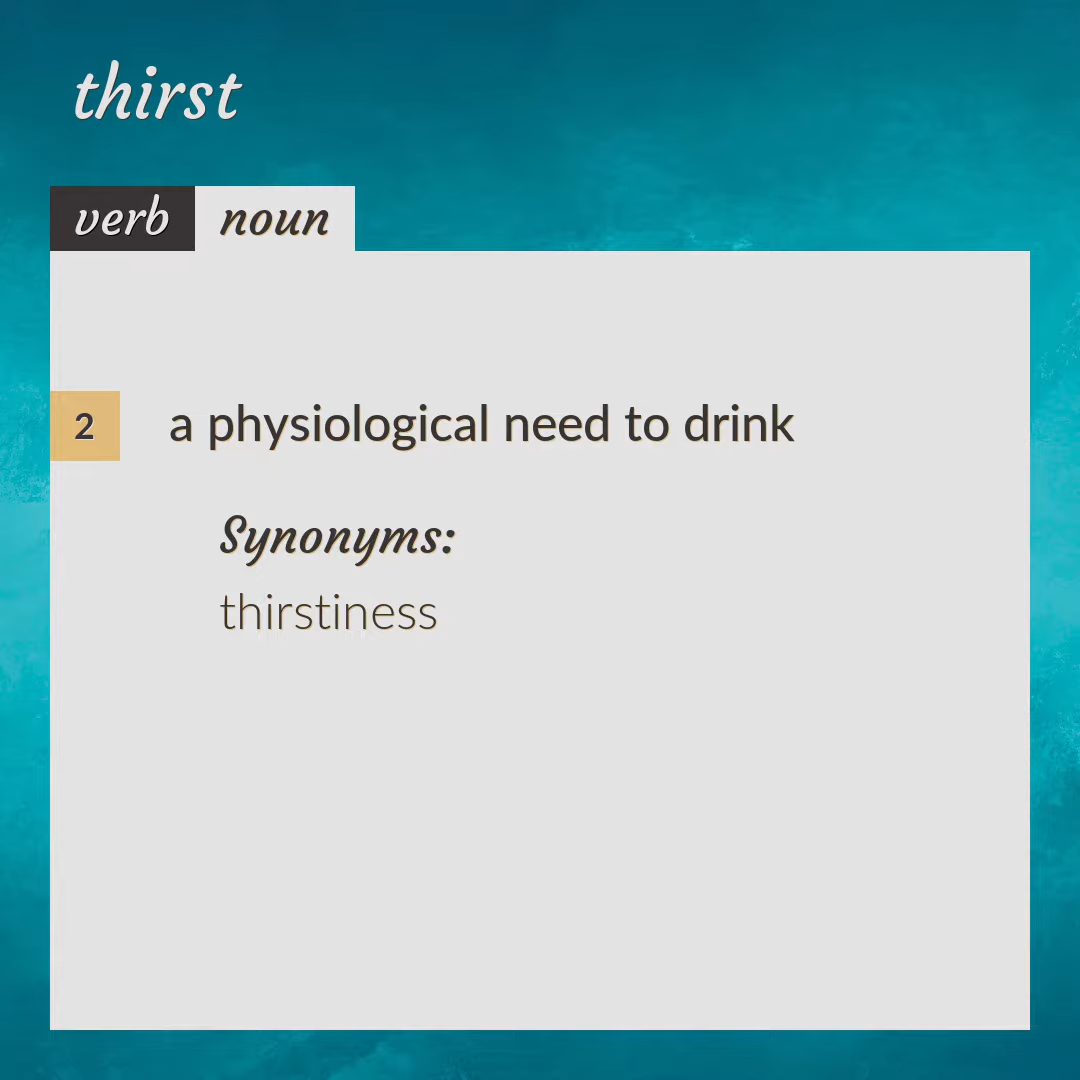 thirst
verb noun
2 a physiological need to drink
Synonyms:
thirstiness